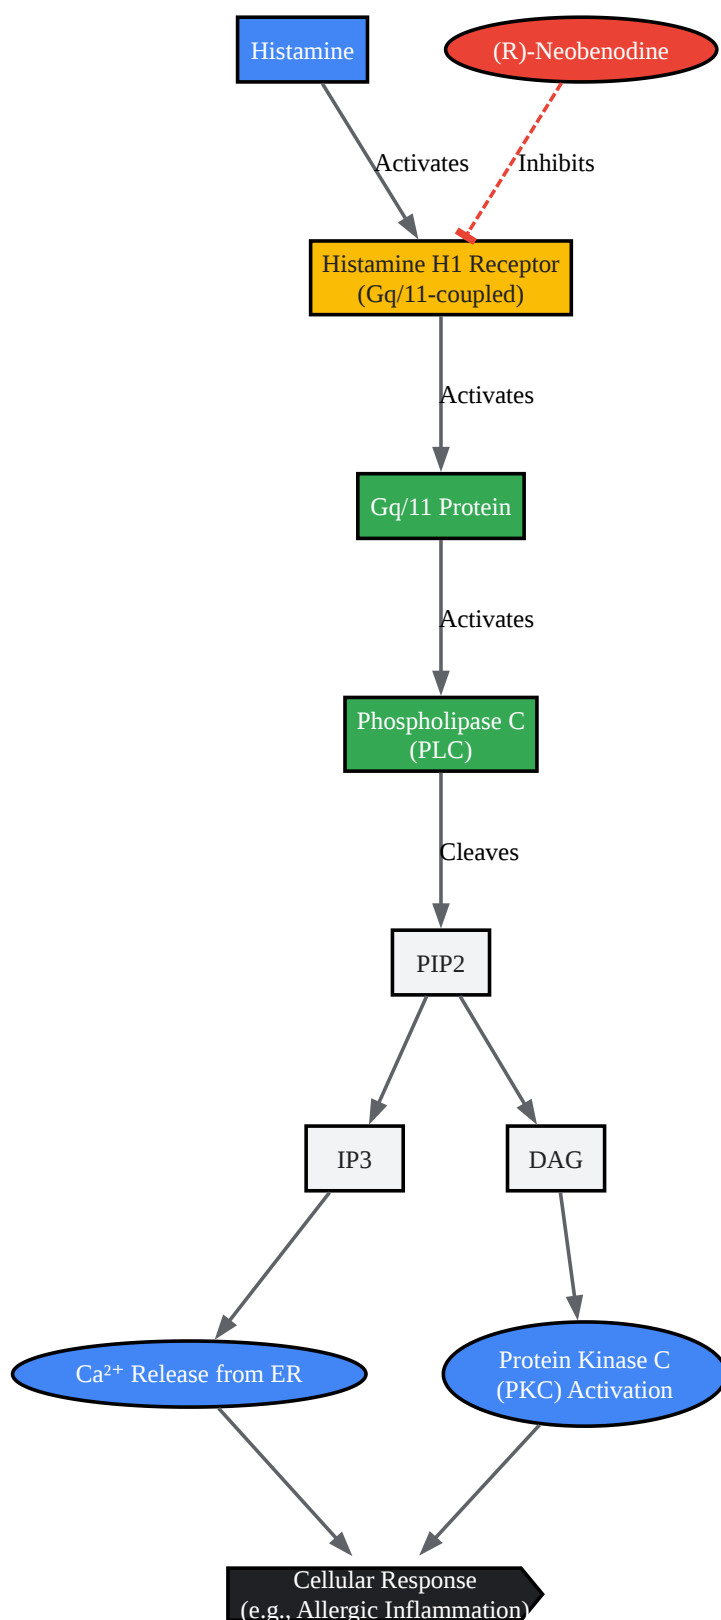 Histamine
(R)-Neobenodine
Activates
Inhibits
Histamine H1 Receptor
(Gq/11-coupled)
Activates
Gq/11 Protein
Activates
Phospholipase C
(PLC)
Cleaves
PIP2
IP3
DAG
Ca²⁺ Release from ER
Protein Kinase C
(PKC) Activation
Cellular Response
(e.g., Allergic Inflammation)